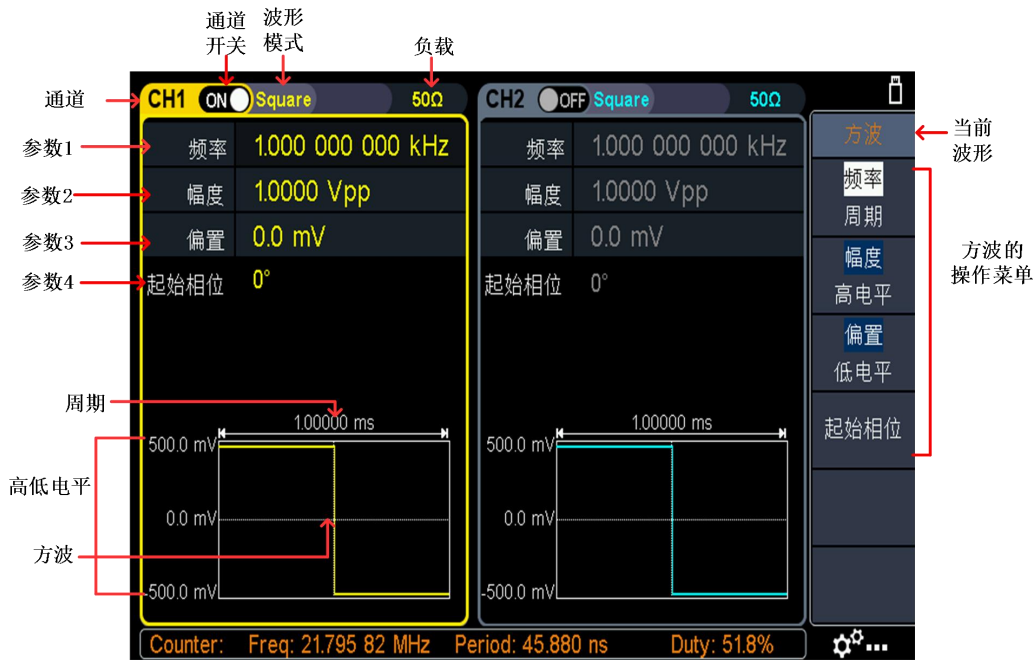 通道
开关
波形
模式
负载
通道
CH1 ON Square 50Ω
CH2 OFF Square 50Ω
参数1
频率 1.000 000 000 kHz
频率 1.000 000 000 kHz
方波
当前
波形
参数2
幅度 1.0000 Vpp
幅度 1.0000 Vpp
频率
周期
参数3
偏置 0.0 mV
偏置 0.0 mV
幅度
高电平
方波的
操作菜单
参数4
起始相位 0°
起始相位 0°
偏置
低电平
起始相位
周期
1.00000 ms
1.00000 ms
500.0 mV
500.0 mV
高低电平
0.0 mV
0.0 mV
方波
-500.0 mV
-500.0 mV
Counter: Freq: 21.795 82 MHz Period: 45.880 ns Duty: 51.8%